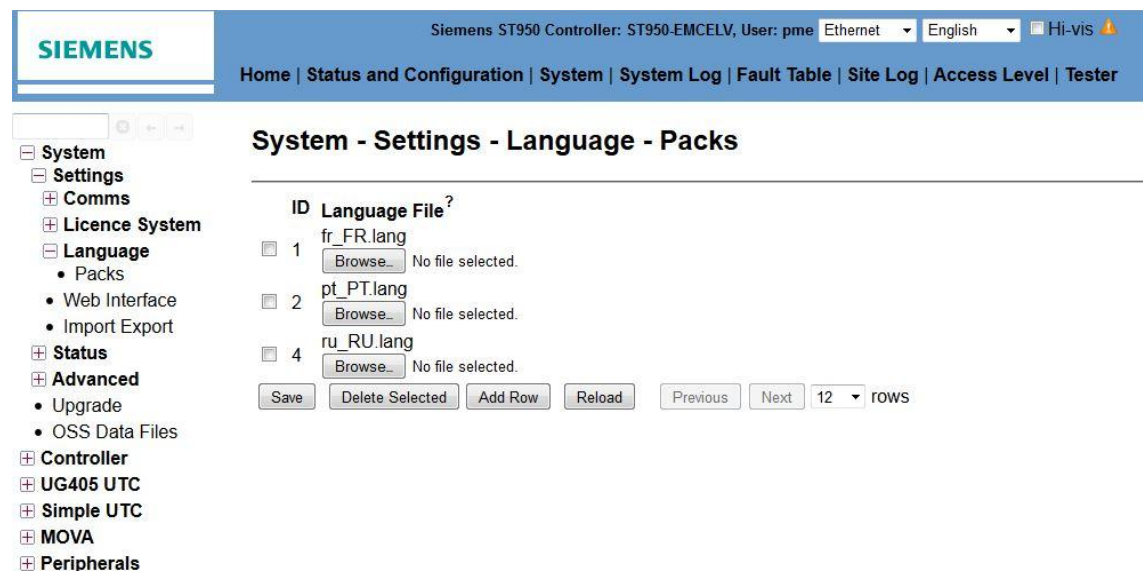 SIEMENS
Siemens ST950 Controller: ST950-EMCELV, User: pme Ethernet English Hi-vis
Home | Status and Configuration | System | System Log | Fault Table | Site Log | Access Level | Tester
System
Settings
Comms
Licence System
Language
Packs
Web Interface
Import Export
Status
Advanced
Upgrade
OSS Data Files
Controller
UG405 UTC
Simple UTC
MOVA
Peripherals
System - Settings - Language - Packs
ID Language File?
fr_FR.lang
1 Browse... No file selected.
pt_PT.lang
2 Browse... No file selected.
ru_RU.lang
4 Browse... No file selected.
Save Delete Selected Add Row Reload Previous Next 12 rows